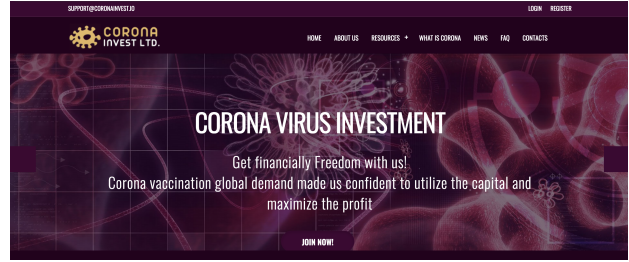 SUPPORT@CORONAINVEST.IO
LOGIN REGISTER
CORONA
INVEST LTD.
HOME ABOUT US RESOURCES + WHAT IS CORONA NEWS FAQ CONTACTS
CORONA VIRUS INVESTMENT
Get financially Freedom with us!
Corona vaccination global demand made us confident to utilize the capital and
maximize the profit
JOIN NOW!